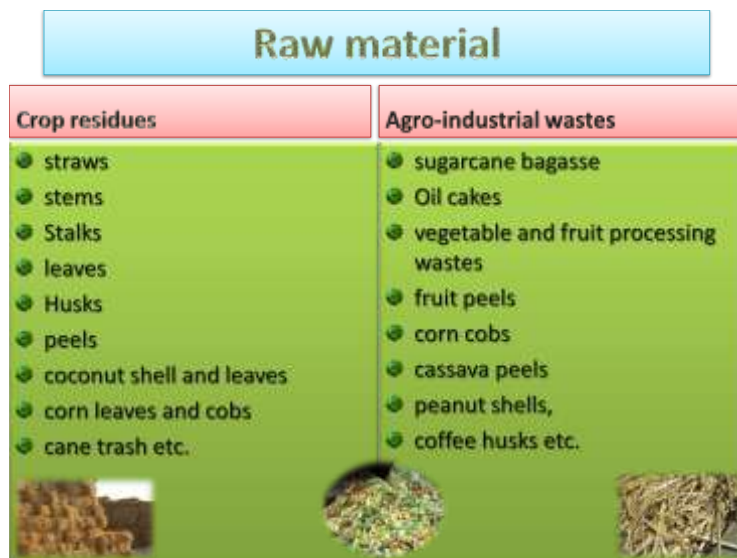 Raw material
Crop residues
straws
stems
Stalks
leaves
Husks
peels
coconut shell and leaves
corn leaves and cobs
cane trash etc.
Agro-industrial wastes
sugarcane bagasse
Oil cakes
vegetable and fruit processing
wastes
fruit peels
corn cobs
cassava peels
peanut shells,
coffee husks etc.